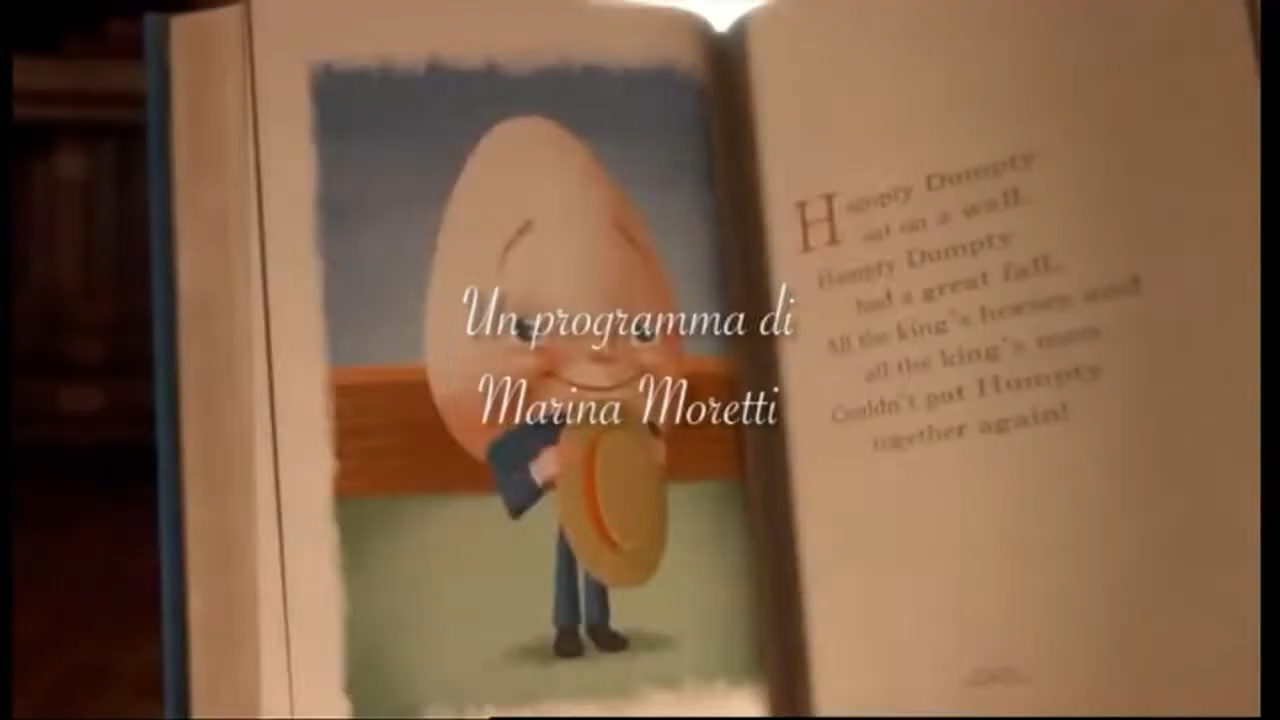 Un programma di
Marina Moretti
Humpty Dumpty
sat on a wall.
Humpty Dumpty
had a great fall.
All the king's horses and
all the king's men
Couldn't put Humpty
together again!